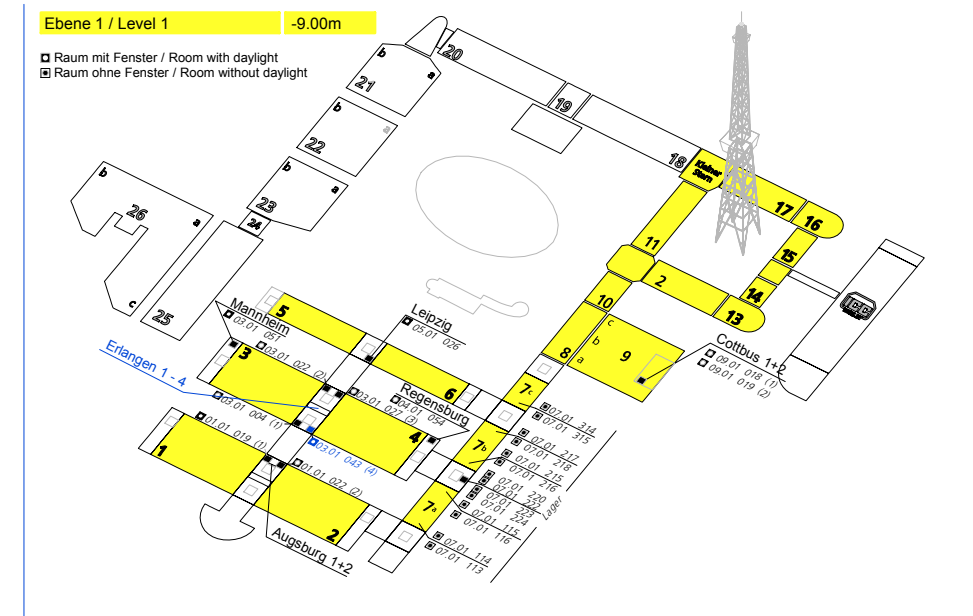 Ebene 1 / Level 1 -9.00m
Raum mit Fenster / Room with daylight
Raum ohne Fenster / Room without daylight
20
b
a
21
19
b
a
22
18
Kleiner
Stern
b
a
23
17
16
b
26
a
24
11
15
2
14
c
25
10
13
ICC
5
Mannheim
03.01 051
Leipzig
05.01 026
c
b
a
9
8
Cottbus 1+2
09.01 018 (1)
09.01 019 (2)
Erlangen 1 - 4
3
03.01 022 (2)
6
7c
Regensburg
04.01 054
03.01 027 (3)
03.01 004 (1)
4
03.01 043 (4)
07.01 314
07.01 315
7b
07.01 217
07.01 218
07.01 215
07.01 216
01.01 019 (1)
1
01.01 022 (2)
07.01 220
07.01 222
07.01 223
07.01 224
Lager
7a
07.01 115
07.01 116
2
Augsburg 1+2
07.01 114
07.01 113